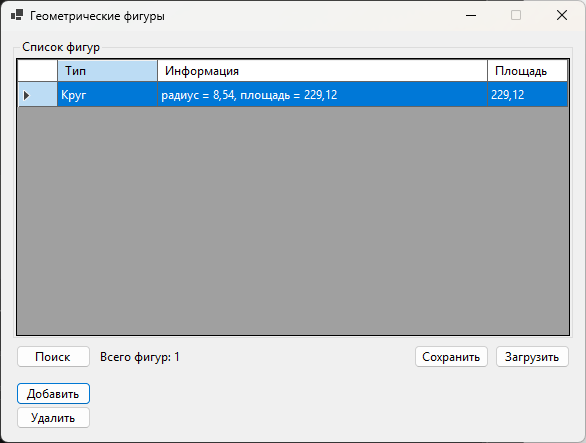 Геометрические фигуры
Список фигур
Тип Информация Площадь
Круг радиус = 8,54, площадь = 229,12 229,12
Поиск Всего фигур: 1 Сохранить Загрузить
Добавить
Удалить